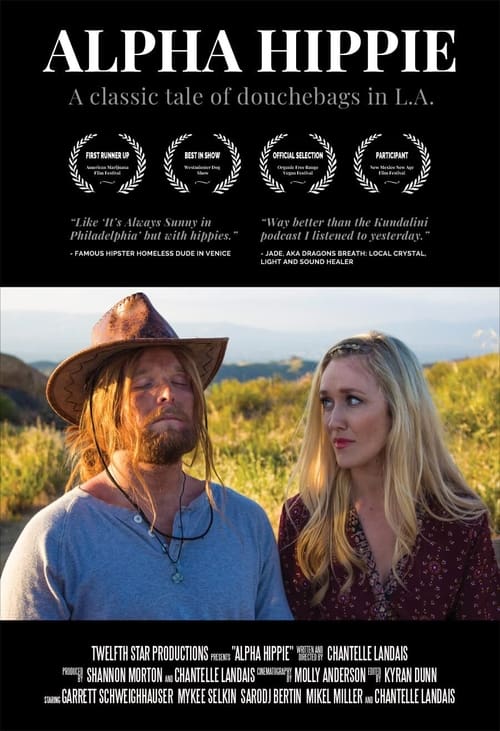 ALPHA HIPPIE
A classic tale of douchebags in L.A.
FIRST RUNNER UP
American Marijuana
Film Festival
BEST IN SHOW
Westminster Dog
Show
OFFICIAL SELECTION
Organic Free Range
Vegan Festival
PARTICIPANT
New Mexico New Age
Film Festival
“Like ‘It’s Always Sunny in
Philadelphia’ but with hippies.”
- FAMOUS HIPSTER HOMELESS DUDE IN VENICE
“Way better than the Kundalini
podcast I listened to yesterday.”
- JADE, AKA DRAGONS BREATH: LOCAL CRYSTAL,
LIGHT AND SOUND HEALER
TWELFTH STAR PRODUCTIONS PRESENTS "ALPHA HIPPIE" WRITTEN AND DIRECTED BY CHANTELLE LANDAIS
PRODUCED BY SHANNON MORTON AND CHANTELLE LANDAIS CINEMATOGRAPHY BY MOLLY ANDERSON EDITED BY KYRAN DUNN
STARRING GARRETT SCHWEIGHHAUSER MYKEE SELKIN SARODJ BERTIN MIKEL MILLER AND CHANTELLE LANDAIS